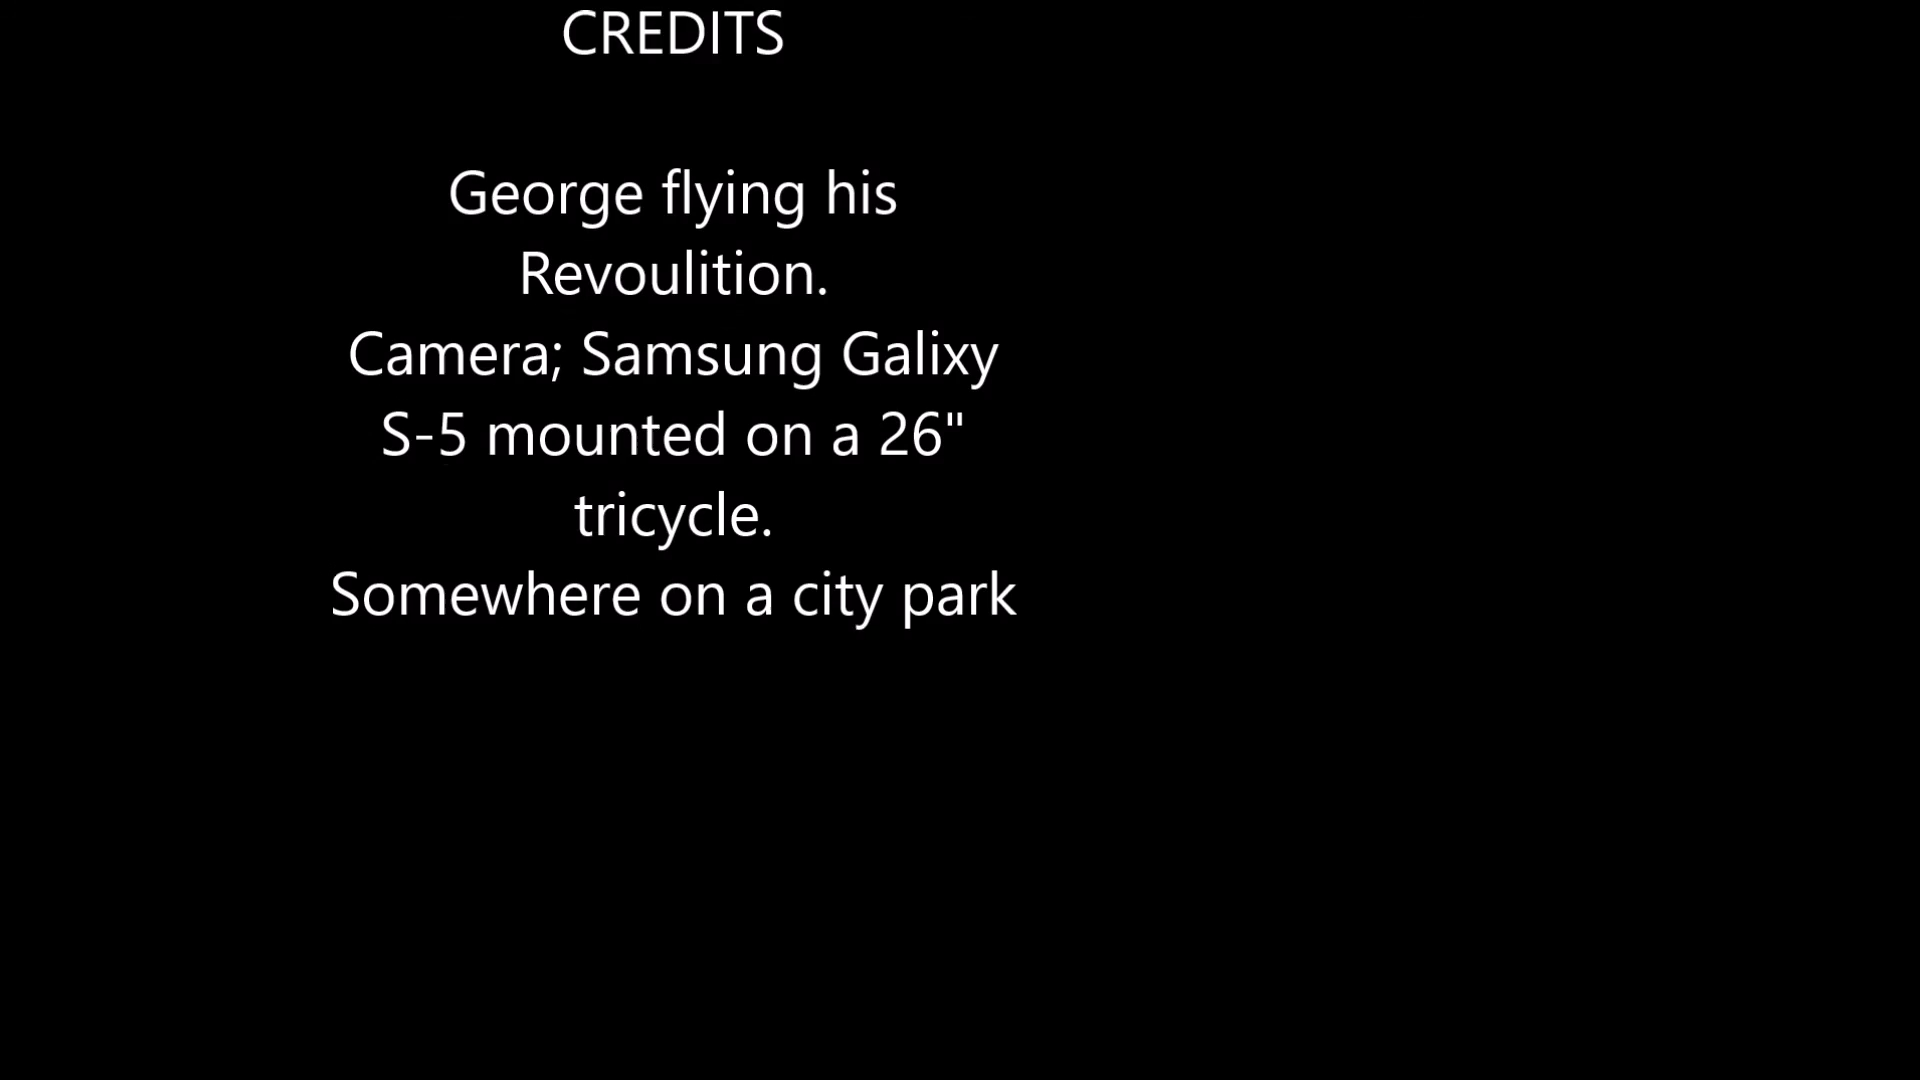 CREDITS
George flying his
Revoulition.
Camera; Samsung Galixy
S-5 mounted on a 26"
tricycle.
Somewhere on a city park